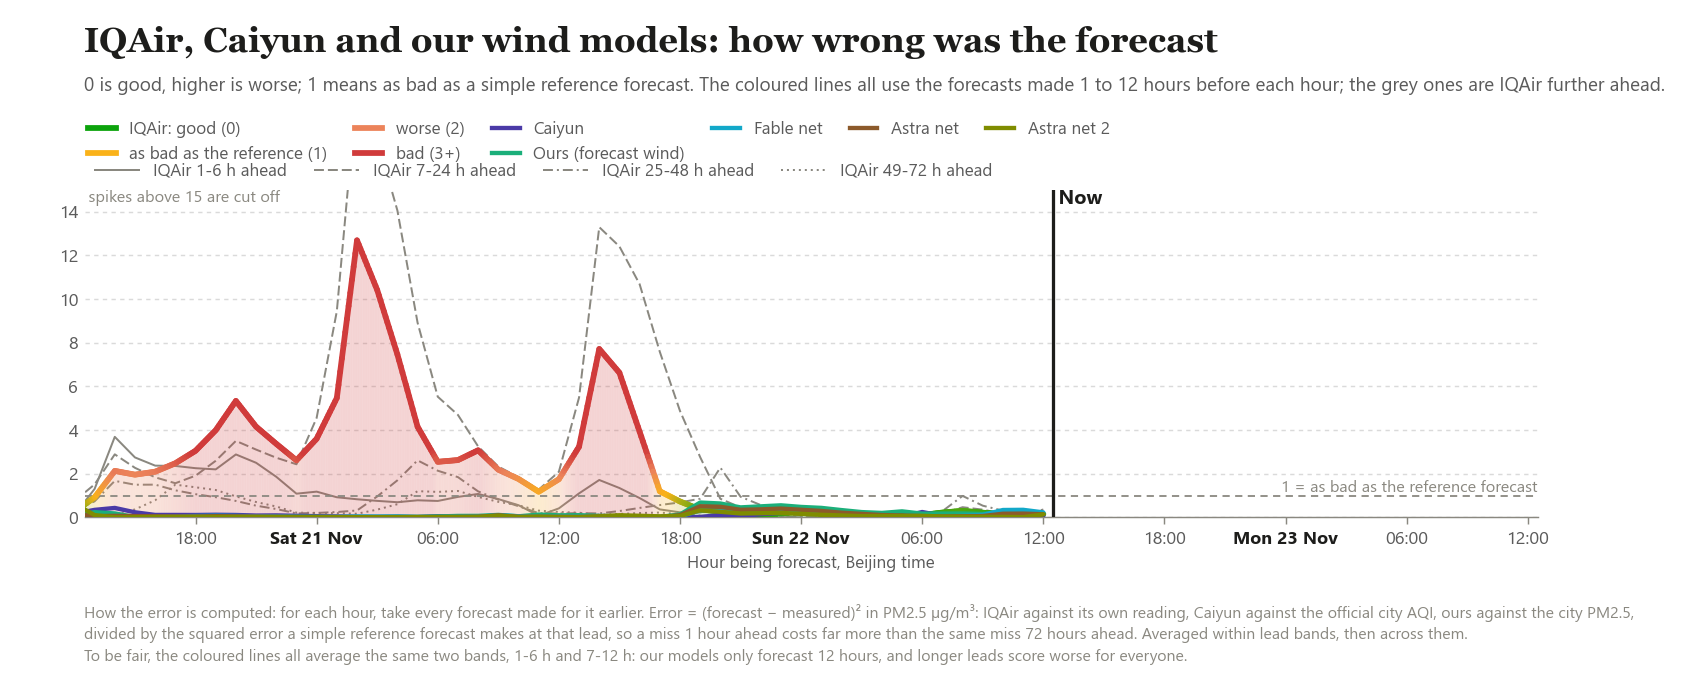 IQAir, Caiyun and our wind models: how wrong was the forecast
0 is good, higher is worse; 1 means as bad as a simple reference forecast. The coloured lines all use the forecasts made 1 to 12 hours before each hour; the grey ones are IQAir further ahead.
IQAir: good (0) worse (2) Caiyun Fable net Astra net Astra net 2
as bad as the reference (1) bad (3+) Ours (forecast wind)
IQAir 1-6 h ahead IQAir 7-24 h ahead IQAir 25-48 h ahead IQAir 49-72 h ahead
spikes above 15 are cut off
Now
14
12
10
8
6
4
2
0
1 = as bad as the reference forecast
18:00 Sat 21 Nov 06:00 12:00 18:00 Sun 22 Nov 06:00 12:00 18:00 Mon 23 Nov 06:00 12:00
Hour being forecast, Beijing time
How the error is computed: for each hour, take every forecast made for it earlier. Error = (forecast − measured)² in PM2.5 µg/m³: IQAir against its own reading, Caiyun against the official city AQI, ours against the city PM2.5,
divided by the squared error a simple reference forecast makes at that lead, so a miss 1 hour ahead costs far more than the same miss 72 hours ahead. Averaged within lead bands, then across them.
To be fair, the coloured lines all average the same two bands, 1-6 h and 7-12 h: our models only forecast 12 hours, and longer leads score worse for everyone.